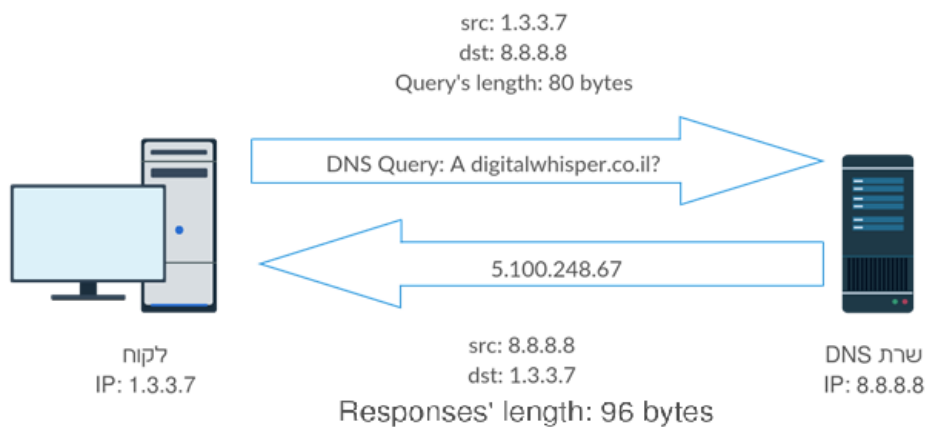 src: 1.3.3.7
dst: 8.8.8.8
Query's length: 80 bytes
DNS Query: A digitalwhisper.co.il?
5.100.248.67
src: 8.8.8.8
dst: 1.3.3.7
Responses' length: 96 bytes
לקוח
IP: 1.3.3.7
שרת DNS
IP: 8.8.8.8